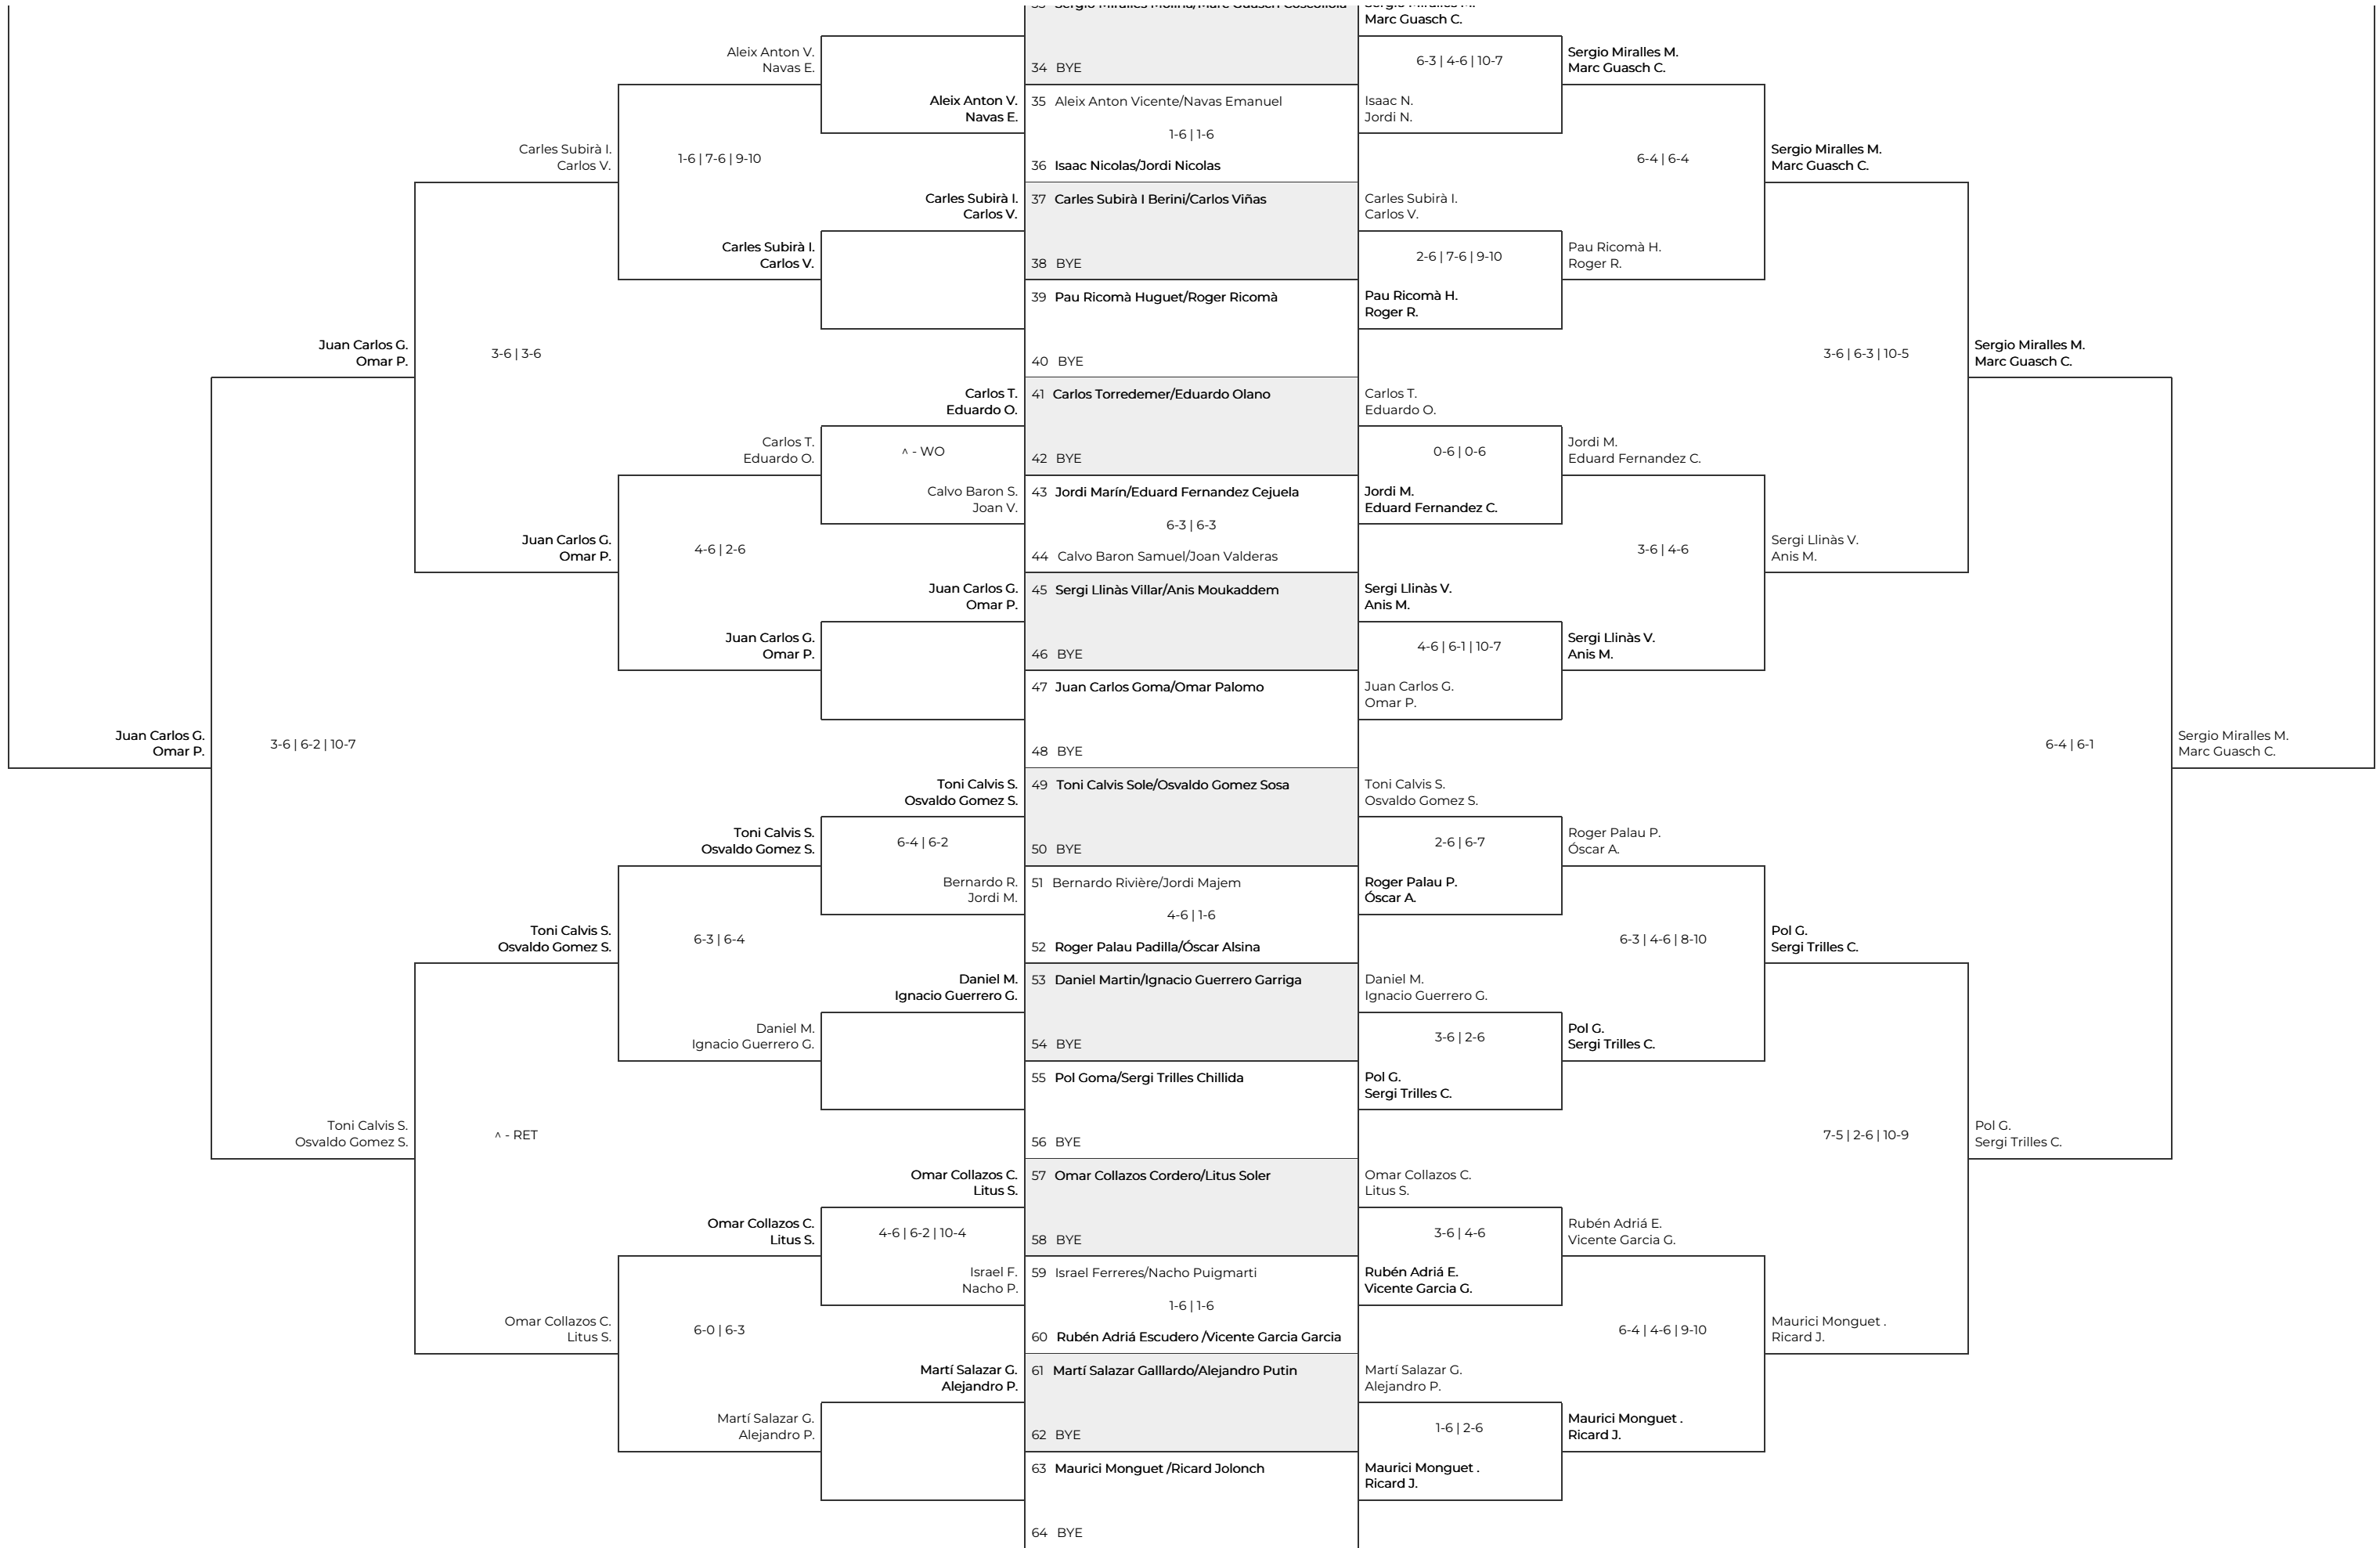 Juan Carlos G.
Omar P.
Juan Carlos G.
Omar P.
3-6 | 6-2 | 10-7
Toni Calvis S.
Osvaldo Gomez S.
Carles Subirà I.
Carlos V.
3-6 | 3-6
Juan Carlos G.
Omar P.
Toni Calvis S.
Osvaldo Gomez S.
^ - RET
Omar Collazos C.
Litus S.
Aleix Anton V.
Navas E.
1-6 | 7-6 | 9-10
Carles Subirà I.
Carlos V.
Carlos T.
Eduardo O.
4-6 | 2-6
Juan Carlos G.
Omar P.
Toni Calvis S.
Osvaldo Gomez S.
6-3 | 6-4
Daniel M.
Ignacio Guerrero G.
Omar Collazos C.
Litus S.
6-0 | 6-3
Martí Salazar G.
Alejandro P.
Aleix Anton V.
Navas E.
Carles Subirà I.
Carlos V.
Carlos T.
Eduardo O.
^ - WO
Calvo Baron S.
Joan V.
Juan Carlos G.
Omar P.
Toni Calvis S.
Osvaldo Gomez S.
6-4 | 6-2
Bernardo R.
Jordi M.
Daniel M.
Ignacio Guerrero G.
Omar Collazos C.
Litus S.
4-6 | 6-2 | 10-4
Israel F.
Nacho P.
Martí Salazar G.
Alejandro P.
33 Sergio Miralles Molina/Marc Guasch
34 BYE
35 Aleix Anton Vicente/Navas Emanuel
1-6 | 1-6
36 Isaac Nicolas/Jordi Nicolas
37 Carles Subirà I Berini/Carlos Viñas
38 BYE
39 Pau Ricomà Huguet/Roger Ricomà
40 BYE
41 Carlos Torredemer/Eduardo Olano
42 BYE
43 Jordi Marín/Eduard Fernandez Cejuela
6-3 | 6-3
44 Calvo Baron Samuel/Joan Valderas
45 Sergi Llinàs Villar/Anis Moukaddem
46 BYE
47 Juan Carlos Goma/Omar Palomo
48 BYE
49 Toni Calvis Sole/Osvaldo Gomez Sosa
50 BYE
51 Bernardo Rivière/Jordi Majem
4-6 | 1-6
52 Roger Palau Padilla/Óscar Alsina
53 Daniel Martin/Ignacio Guerrero Garriga
54 BYE
55 Pol Goma/Sergi Trilles Chillida
56 BYE
57 Omar Collazos Cordero/Litus Soler
58 BYE
59 Israel Ferreres/Nacho Puigmarti
1-6 | 1-6
60 Rubén Adriá Escudero /Vicente Garcia Garcia
61 Martí Salazar Galllardo/Alejandro Putin
62 BYE
63 Maurici Monguet /Ricard Jolonch
64 BYE
Sergio Miralles M.
Marc Guasch C.
6-3 | 4-6 | 10-7
Isaac N.
Jordi N.
Carles Subirà I.
Carlos V.
2-6 | 7-6 | 9-10
Pau Ricomà H.
Roger R.
Carlos T.
Eduardo O.
0-6 | 0-6
Jordi M.
Eduard Fernandez C.
Sergi Llinàs V.
Anis M.
4-6 | 6-1 | 10-7
Juan Carlos G.
Omar P.
Toni Calvis S.
Osvaldo Gomez S.
2-6 | 6-7
Roger Palau P.
Óscar A.
Daniel M.
Ignacio Guerrero G.
3-6 | 2-6
Pol G.
Sergi Trilles C.
Omar Collazos C.
Litus S.
3-6 | 4-6
Rubén Adriá E.
Vicente Garcia G.
Martí Salazar G.
Alejandro P.
1-6 | 2-6
Maurici Monguet .
Ricard J.
Sergio Miralles M.
Marc Guasch C.
6-4 | 6-4
Pau Ricomà H.
Roger R.
Jordi M.
Eduard Fernandez C.
3-6 | 4-6
Sergi Llinàs V.
Anis M.
Roger Palau P.
Óscar A.
6-3 | 4-6 | 8-10
Pol G.
Sergi Trilles C.
Rubén Adriá E.
Vicente Garcia G.
6-4 | 4-6 | 9-10
Maurici Monguet .
Ricard J.
Sergio Miralles M.
Marc Guasch C.
3-6 | 6-3 | 10-5
Sergi Llinàs V.
Anis M.
Pol G.
Sergi Trilles C.
7-5 | 2-6 | 10-9
Maurici Monguet .
Ricard J.
Sergio Miralles M.
Marc Guasch C.
6-4 | 6-1
Pol G.
Sergi Trilles C.
Sergio Miralles M.
Marc Guasch C.